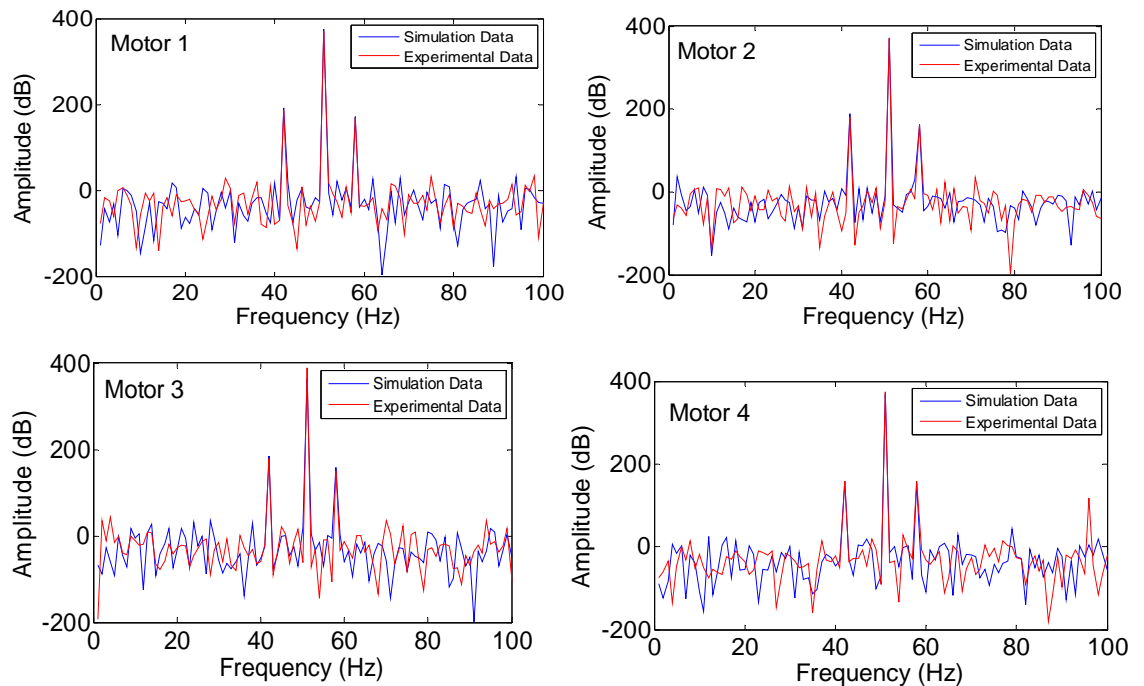 Motor 1
Simulation Data
Experimental Data
400
200
0
-200
Amplitude (dB)
0 20 40 60 80 100
Frequency (Hz)
Motor 2
Simulation Data
Experimental Data
400
200
0
-200
Amplitude (dB)
0 20 40 60 80 100
Frequency (Hz)
Motor 3
Simulation Data
Experimental Data
400
200
0
-200
Amplitude (dB)
0 20 40 60 80 100
Frequency (Hz)
Motor 4
Simulation Data
Experimental Data
400
200
0
-200
Amplitude (dB)
0 20 40 60 80 100
Frequency (Hz)